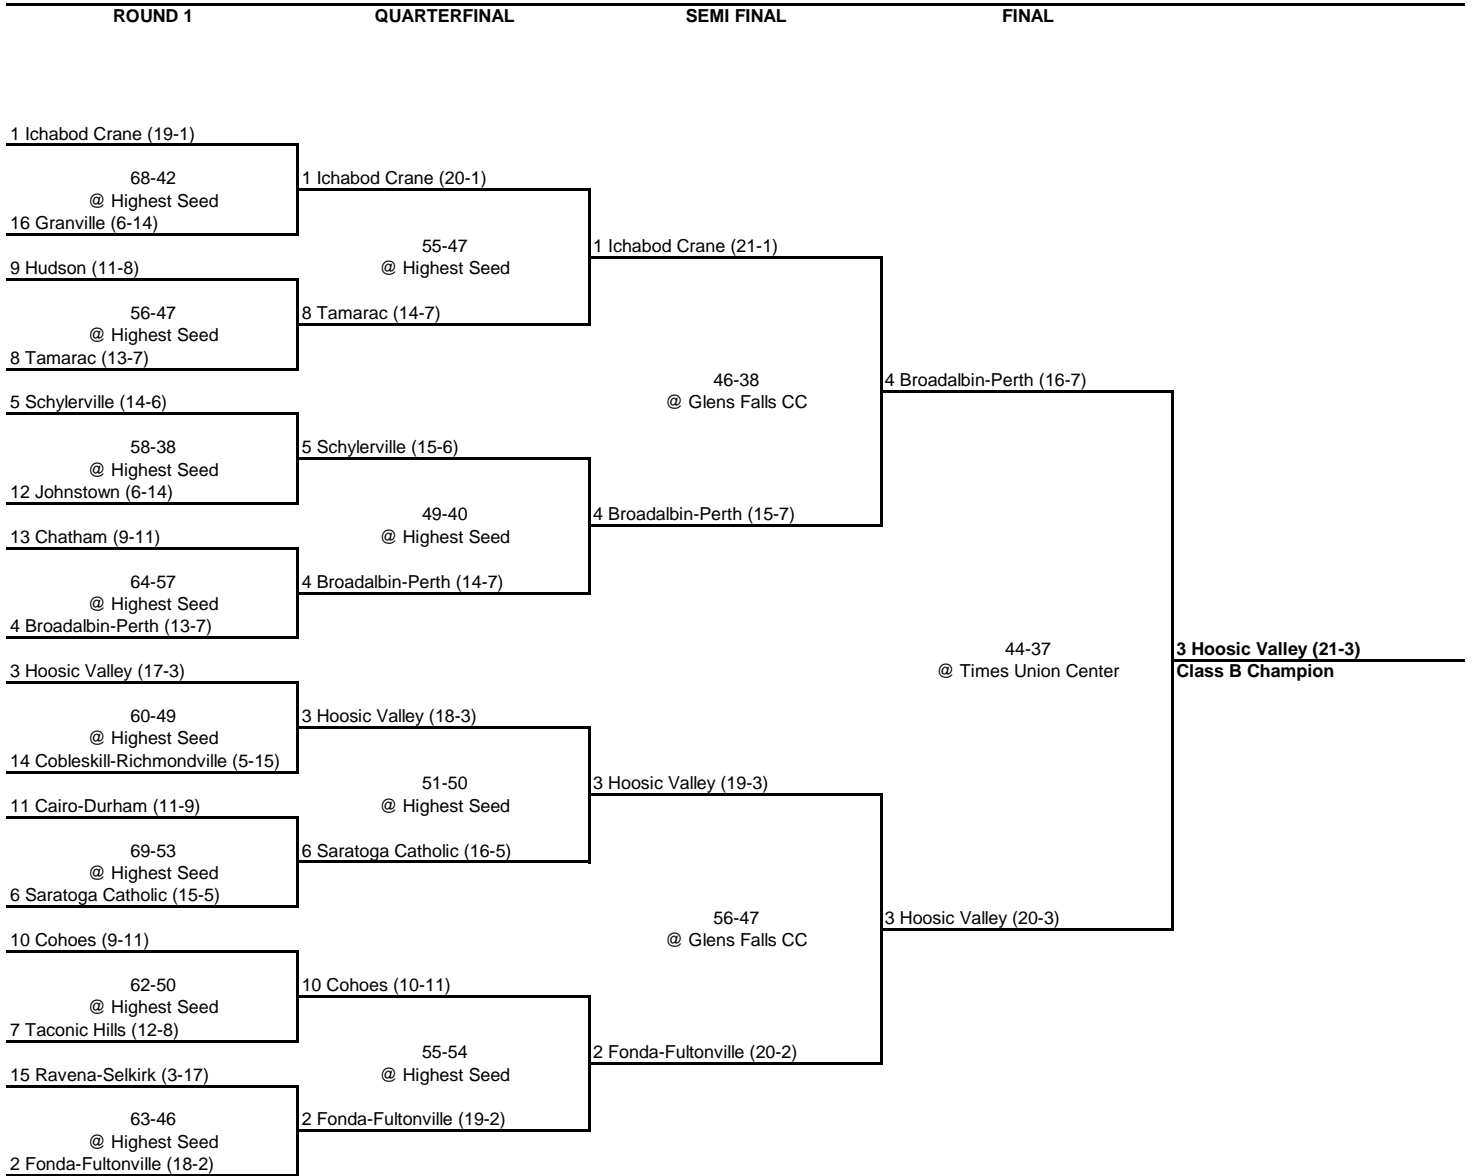 ROUND 1
QUARTERFINAL
SEMI FINAL
FINAL
1 Ichabod Crane (19-1)
68-42
@ Highest Seed
16 Granville (6-14)
9 Hudson (11-8)
56-47
@ Highest Seed
8 Tamarac (13-7)
5 Schylerville (14-6)
58-38
@ Highest Seed
12 Johnstown (6-14)
13 Chatham (9-11)
64-57
@ Highest Seed
4 Broadalbin-Perth (13-7)
3 Hoosic Valley (17-3)
60-49
@ Highest Seed
14 Cobleskill-Richmondville (5-15)
11 Cairo-Durham (11-9)
69-53
@ Highest Seed
6 Saratoga Catholic (15-5)
10 Cohoes (9-11)
62-50
@ Highest Seed
7 Taconic Hills (12-8)
15 Ravena-Selkirk (3-17)
63-46
@ Highest Seed
2 Fonda-Fultonville (18-2)
1 Ichabod Crane (20-1)
55-47
@ Highest Seed
8 Tamarac (14-7)
5 Schylerville (15-6)
49-40
@ Highest Seed
4 Broadalbin-Perth (14-7)
3 Hoosic Valley (18-3)
51-50
@ Highest Seed
6 Saratoga Catholic (16-5)
10 Cohoes (10-11)
55-54
@ Highest Seed
2 Fonda-Fultonville (19-2)
1 Ichabod Crane (21-1)
46-38
@ Glens Falls CC
4 Broadalbin-Perth (15-7)
3 Hoosic Valley (19-3)
56-47
@ Glens Falls CC
2 Fonda-Fultonville (20-2)
4 Broadalbin-Perth (16-7)
44-37
@ Times Union Center
3 Hoosic Valley (20-3)
3 Hoosic Valley (21-3)
Class B Champion